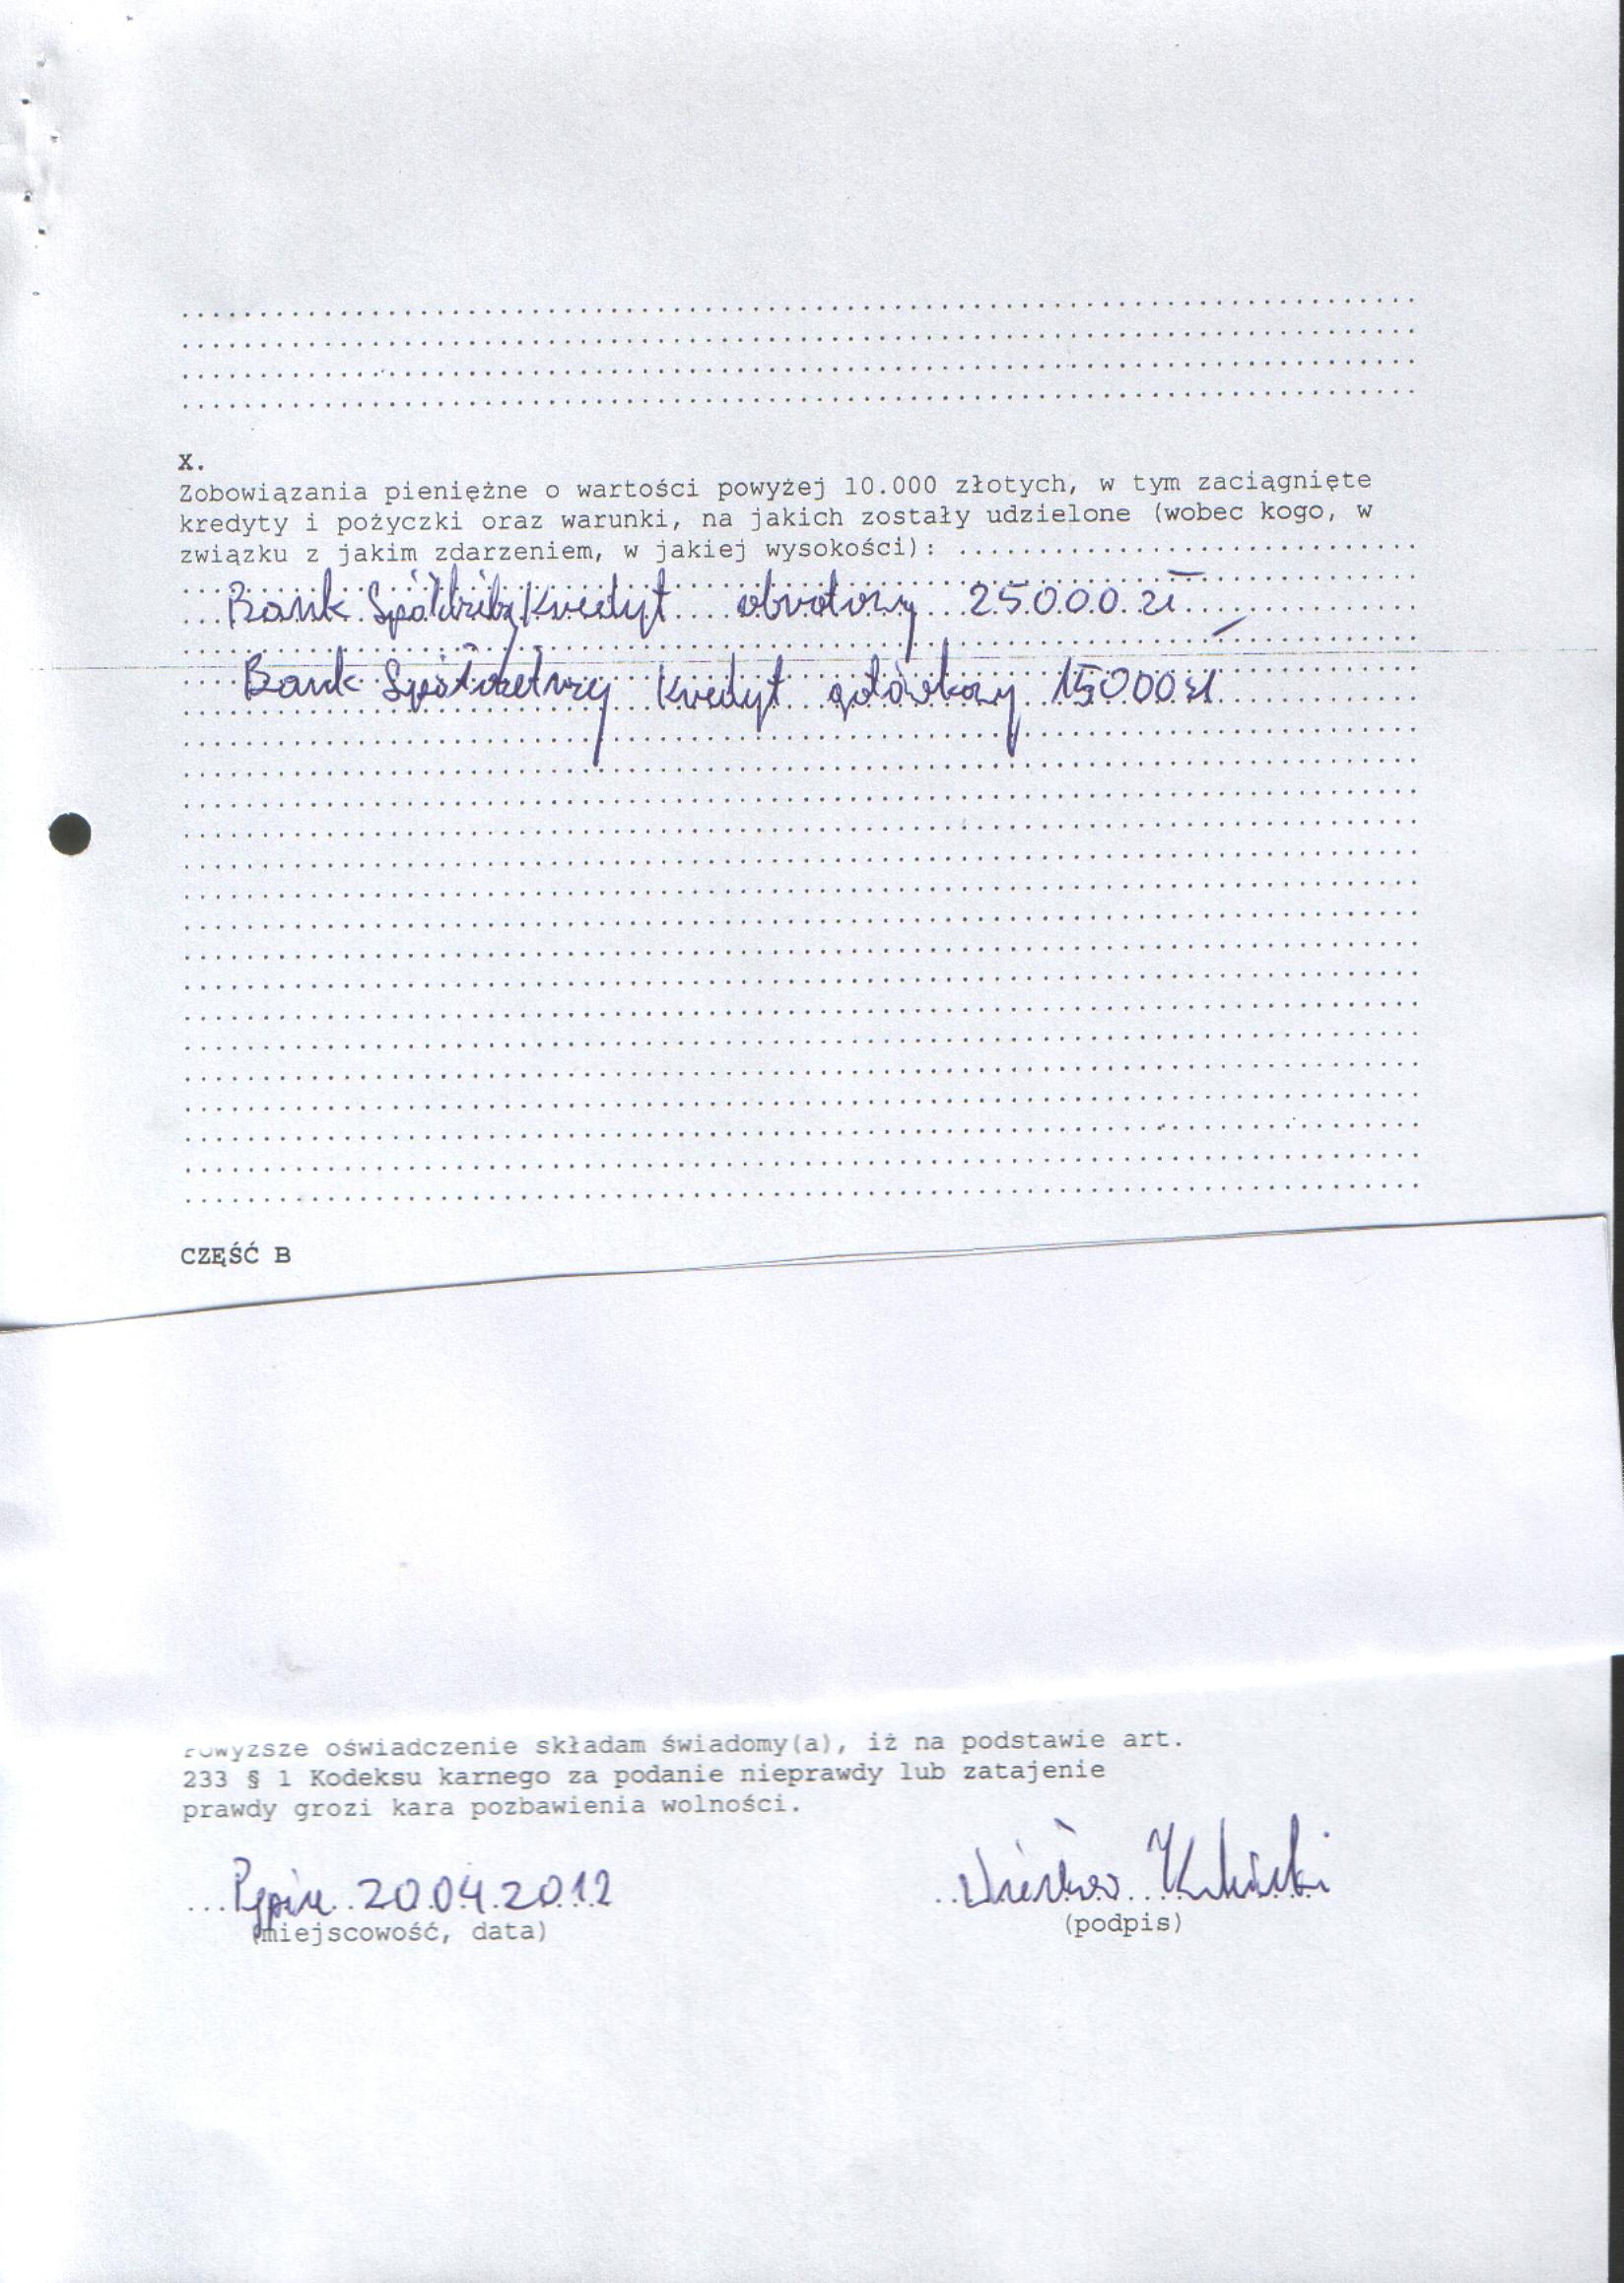 X.
Zobowiązania pieniężne o wartości powyżej 10.000 złotych, w tym zaciągnięte
kredyty i pożyczki oraz warunki, na jakich zostały udzielone (wobec kogo, w
związku z jakim zdarzeniem, w jakiej wysokości):
Bank Kredyt obrotowy 25000 zł
Bank Spółdzielczy Kredyt gotówkowy 15000 zł
CZĘŚĆ B
Powyższe oświadczenie składam świadomy(a), iż na podstawie art.
233 § 1 Kodeksu karnego za podanie nieprawdy lub zatajenie
prawdy grozi kara pozbawienia wolności.
20.04.2012
(miejscowość, data)
(podpis)